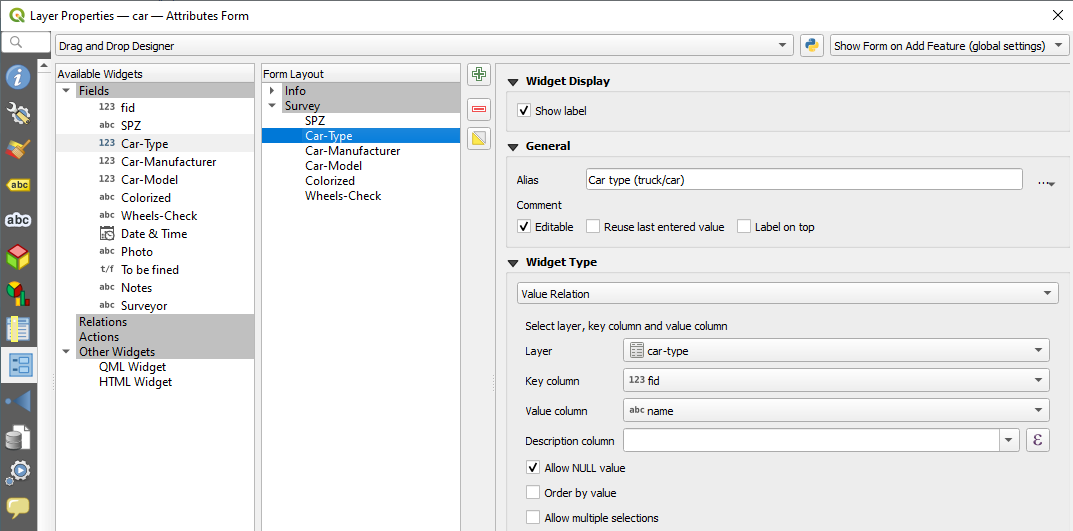 Layer Properties — car — Attributes Form
Drag and Drop Designer
Show Form on Add Feature (global settings)
Available Widgets
Fields
123 fid
abc SPZ
123 Car-Type
123 Car-Manufacturer
123 Car-Model
abc Colorized
abc Wheels-Check
Date & Time
abc Photo
t/f To be fined
abc Notes
abc Surveyor
Relations
Actions
Other Widgets
QML Widget
HTML Widget
Form Layout
Info
Survey
SPZ
Car-Type
Car-Manufacturer
Car-Model
Colorized
Wheels-Check
Widget Display
Show label
General
Alias Car type (truck/car) ...
Comment
Editable Reuse last entered value Label on top
Widget Type
Value Relation
Select layer, key column and value column
Layer car-type
Key column 123 fid
Value column abc name
Description column ε
Allow NULL value
Order by value
Allow multiple selections
abc
abc